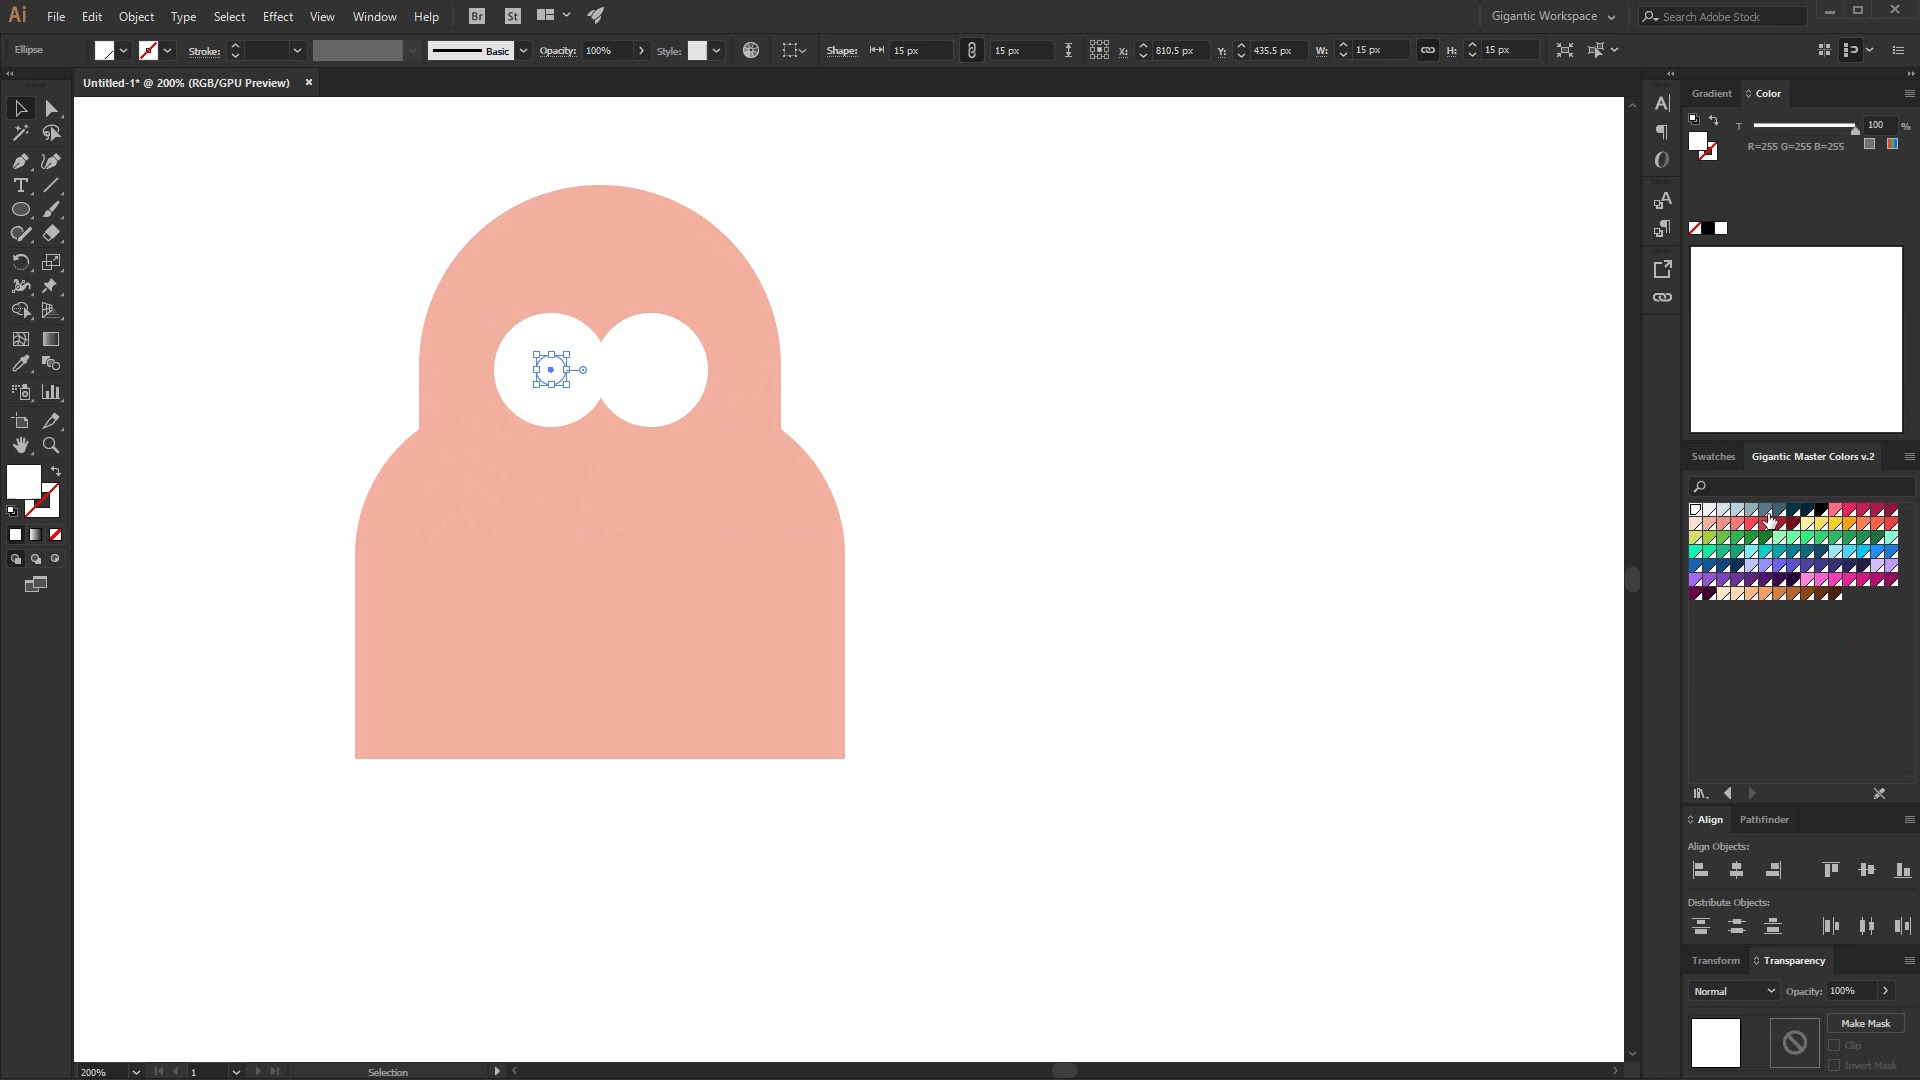 Ai File Edit Object Type Select Effect View Window Help Br St Gigantic Workspace Search Adobe Stock
Ellipse Stroke: Basic Opacity: 100% Style: Shape: 15 px 15 px X: 810.5 px Y: 435.5 px W: 15 px H: 15 px
Untitled-1* @ 200% (RGB/GPU Preview)
Gradient Color
T 100 %
R=255 G=255 B=255
Swatches Gigantic Master Colors v.2
Align Pathfinder
Align Objects:
Distribute Objects:
Transform Transparency
Normal Opacity: 100%
Make Mask
Clip
Invert Mask
200% 1 Selection